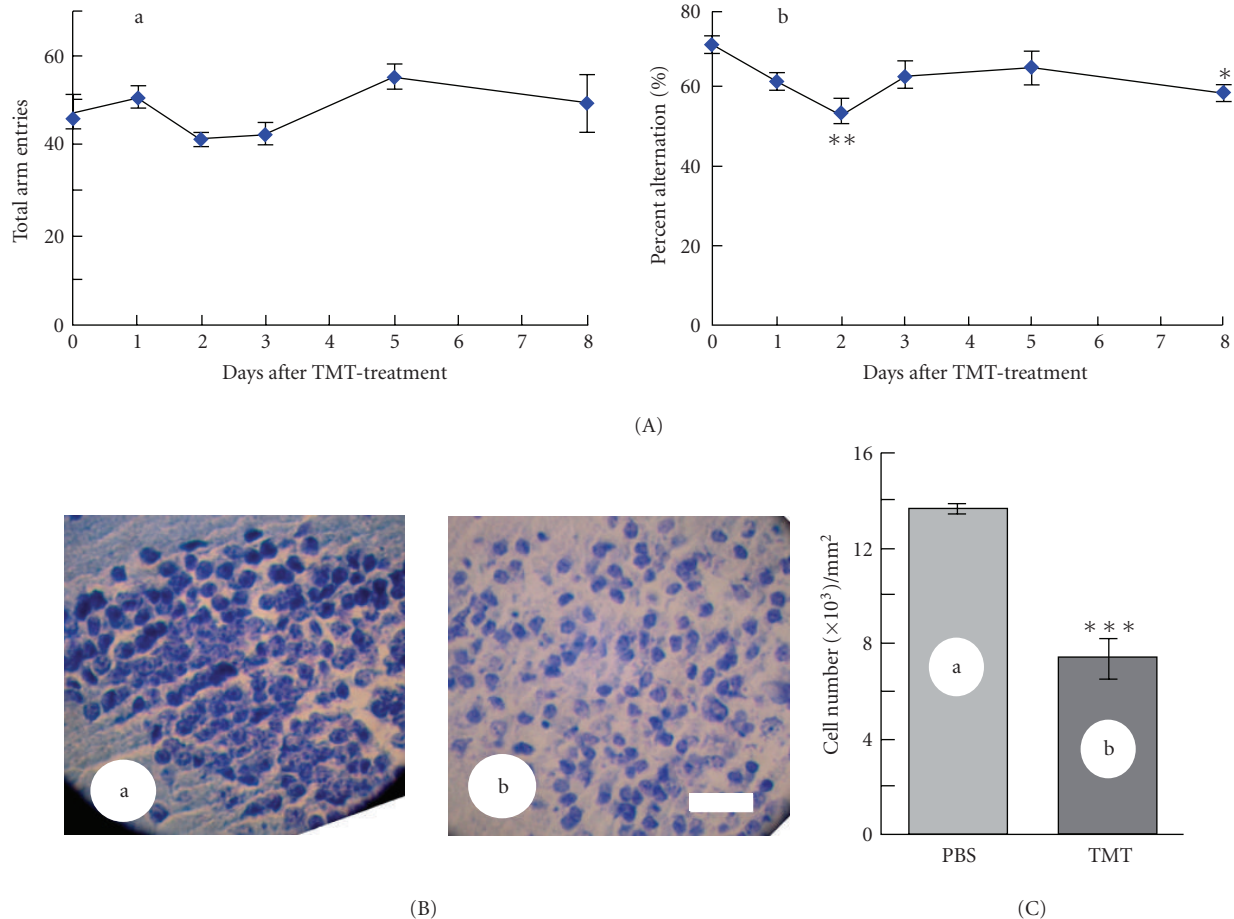 a
60
40
20
0
Total arm entries
0 1 2 3 4 5 6 7 8
Days after TMT-treatment
b
80
60
40
20
0
Percent alternation (%)
**
*
0 1 2 3 4 5 6 7 8
Days after TMT-treatment
(A)
a
b
(B)
16
12
8
4
0
Cell number (×10³)/mm²
a
***
b
PBS TMT
(C)